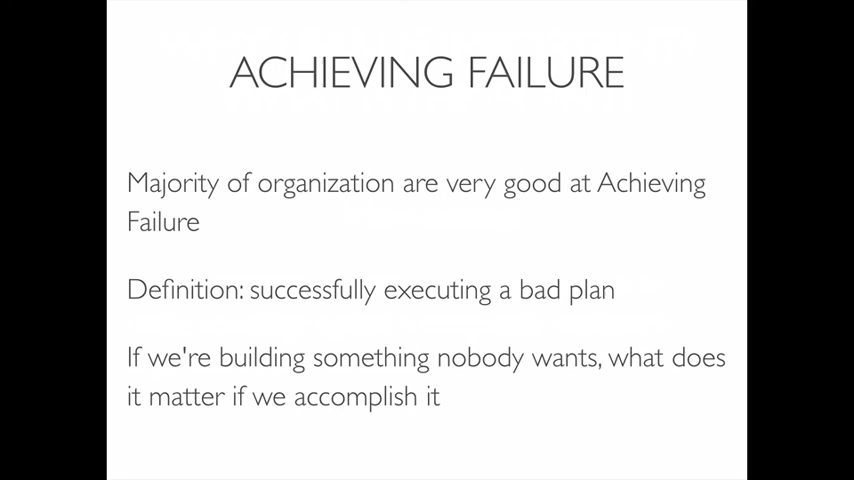 ACHIEVING FAILURE
Majority of organization are very good at Achieving
Failure
Definition: successfully executing a bad plan
If we're building something nobody wants, what does
it matter if we accomplish it